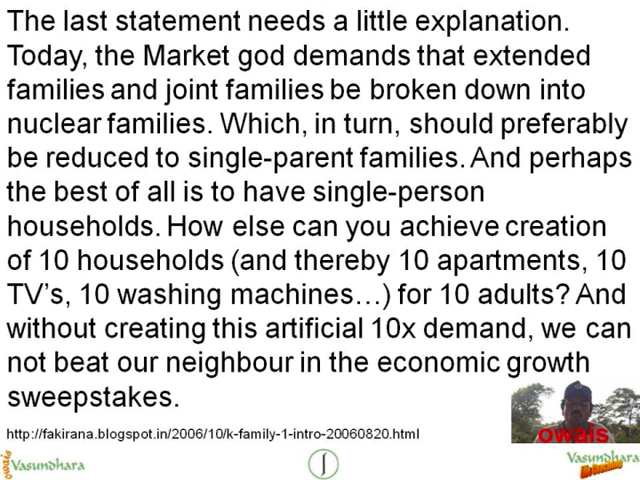 The last statement needs a little explanation.
Today, the Market god demands that extended
families and joint families be broken down into
nuclear families. Which, in turn, should preferably
be reduced to single-parent families. And perhaps
the best of all is to have single-person
households. How else can you achieve creation
of 10 households (and thereby 10 apartments, 10
TV's, 10 washing machines…) for 10 adults? And
without creating this artificial 10x demand, we can
not beat our neighbour in the economic growth
sweepstakes.
http://fakirana.blogspot.in/2006/10/k-family-1-intro-20060820.html
owais
owais
Vasundhara
Vasundhara